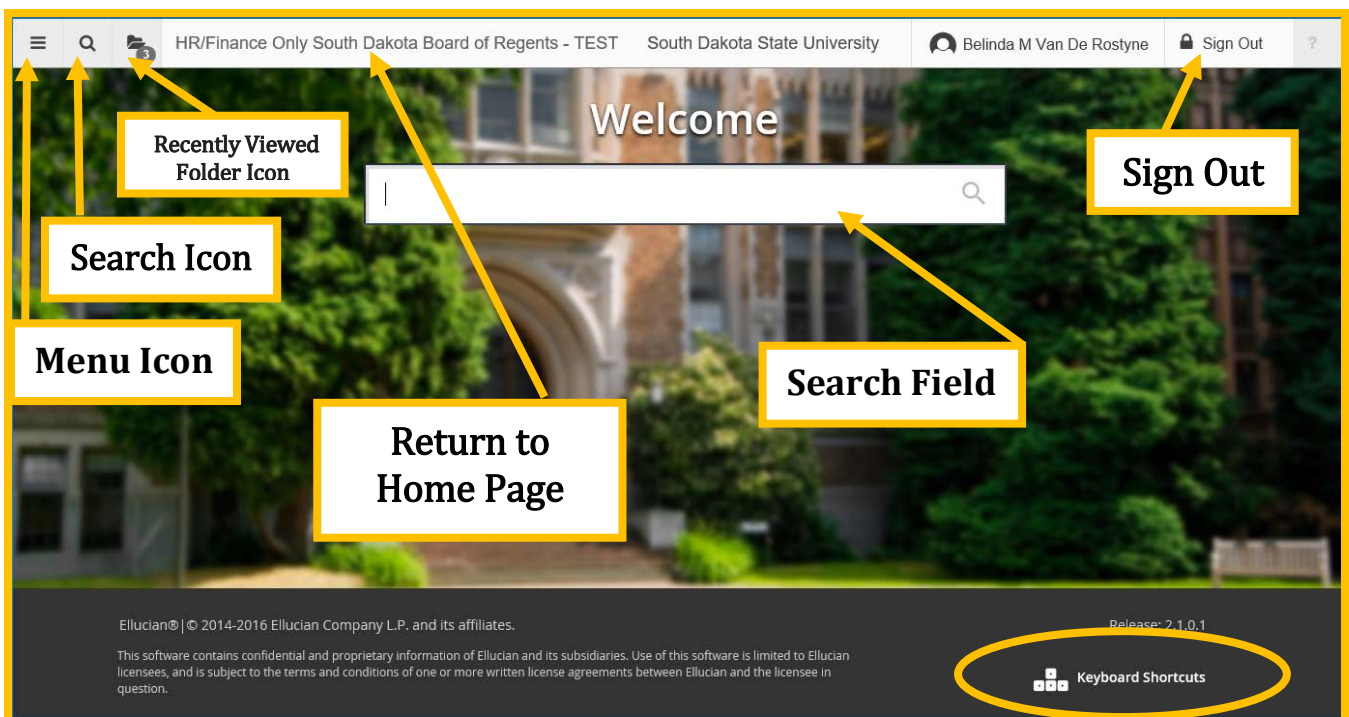 3
HR/Finance Only South Dakota Board of Regents - TEST South Dakota State University Belinda M Van De Rostyne Sign Out ?
Welcome
Recently Viewed
Folder Icon
Sign Out
Search Icon
Menu Icon
Search Field
Return to
Home Page
Ellucian®|© 2014-2016 Ellucian Company L.P. and its affiliates.
Release: 2.1.0.1
This software contains confidential and proprietary information of Ellucian and its subsidiaries. Use of this software is limited to Ellucian
licensees, and is subject to the terms and conditions of one or more written license agreements between Ellucian and the licensee in
question.
Keyboard Shortcuts